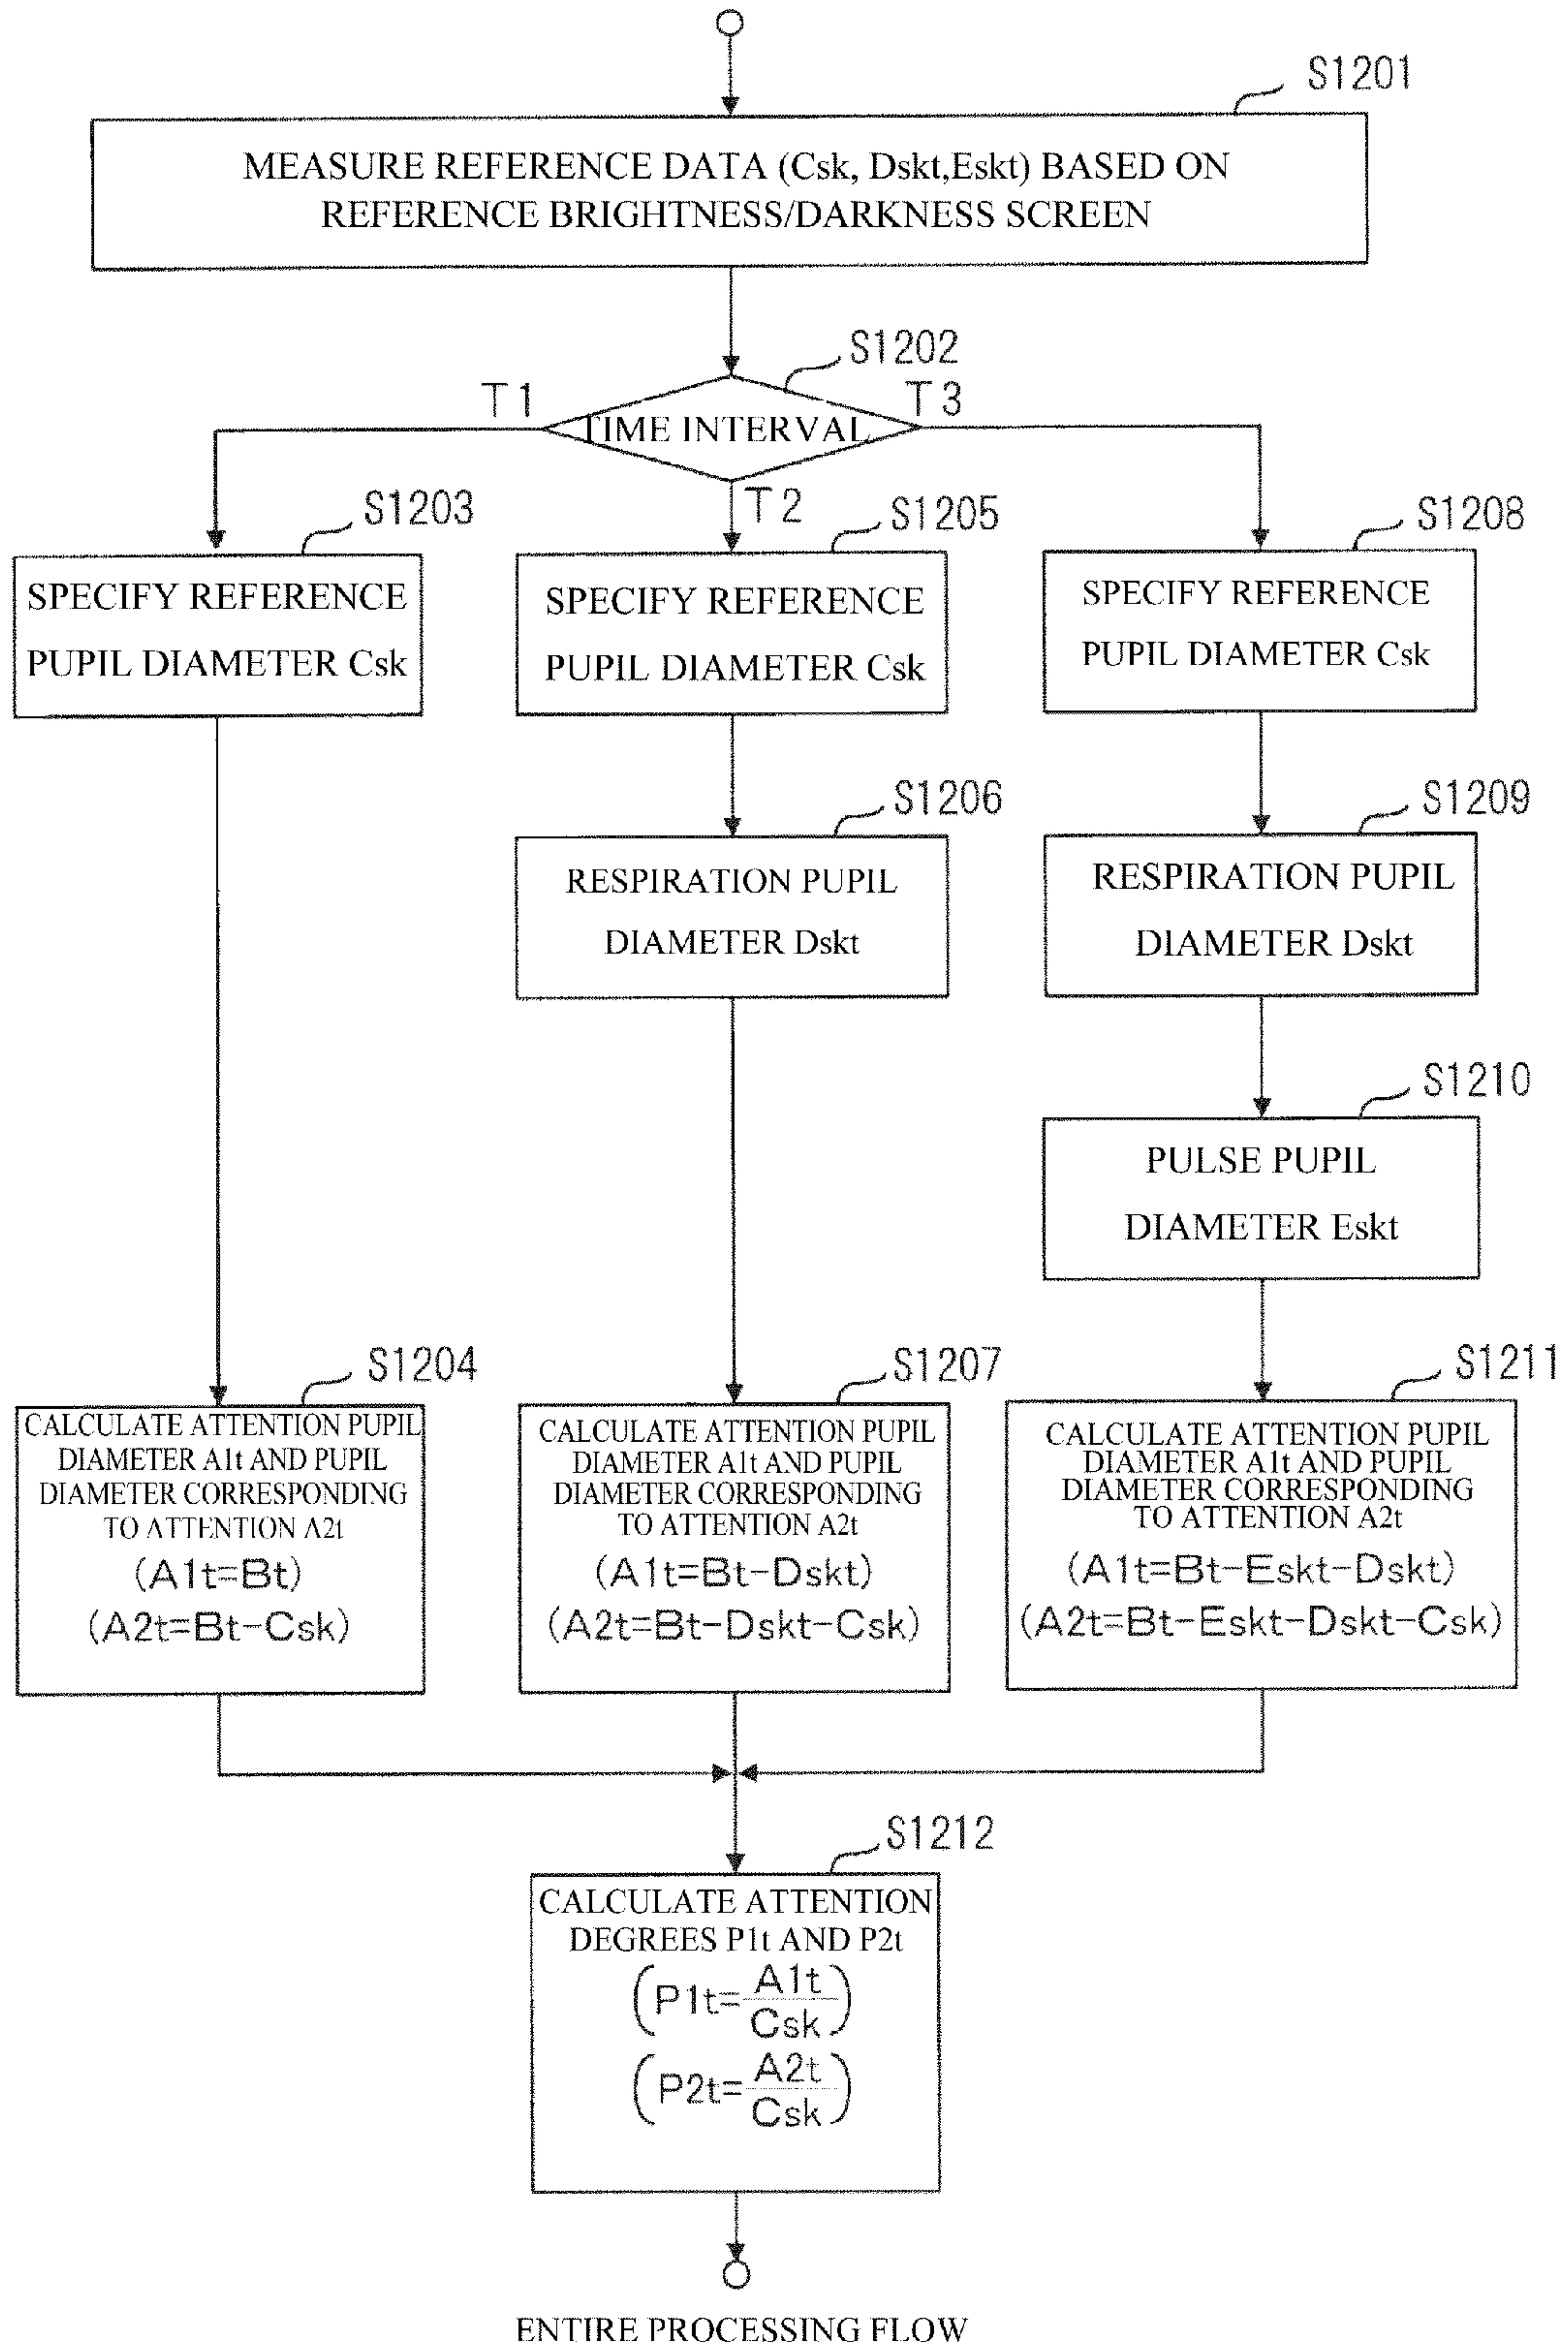 S1201
MEASURE REFERENCE DATA (Csk, Dskt,Eskt) BASED ON
REFERENCE BRIGHTNESS/DARKNESS SCREEN
S1202
T1
T3
TIME INTERVAL
T2
S1203
SPECIFY REFERENCE
PUPIL DIAMETER Csk
S1205
SPECIFY REFERENCE
PUPIL DIAMETER Csk
S1208
SPECIFY REFERENCE
PUPIL DIAMETER Csk
S1206
RESPIRATION PUPIL
DIAMETER Dskt
S1209
RESPIRATION PUPIL
DIAMETER Dskt
S1210
PULSE PUPIL
DIAMETER Eskt
S1204
CALCULATE ATTENTION PUPIL
DIAMETER A1t AND PUPIL
DIAMETER CORRESPONDING
TO ATTENTION A2t
(A1t=Bt)
(A2t=Bt-Csk)
S1207
CALCULATE ATTENTION PUPIL
DIAMETER A1t AND PUPIL
DIAMETER CORRESPONDING
TO ATTENTION A2t
(A1t=Bt-Dskt)
(A2t=Bt-Dskt-Csk)
S1211
CALCULATE ATTENTION PUPIL
DIAMETER A1t AND PUPIL
DIAMETER CORRESPONDING
TO ATTENTION A2t
(A1t=Bt-Eskt-Dskt)
(A2t=Bt-Eskt-Dskt-Csk)
S1212
CALCULATE ATTENTION
DEGREES P1t AND P2t
(P1t=A1t/Csk)
(P2t=A2t/Csk)
ENTIRE PROCESSING FLOW